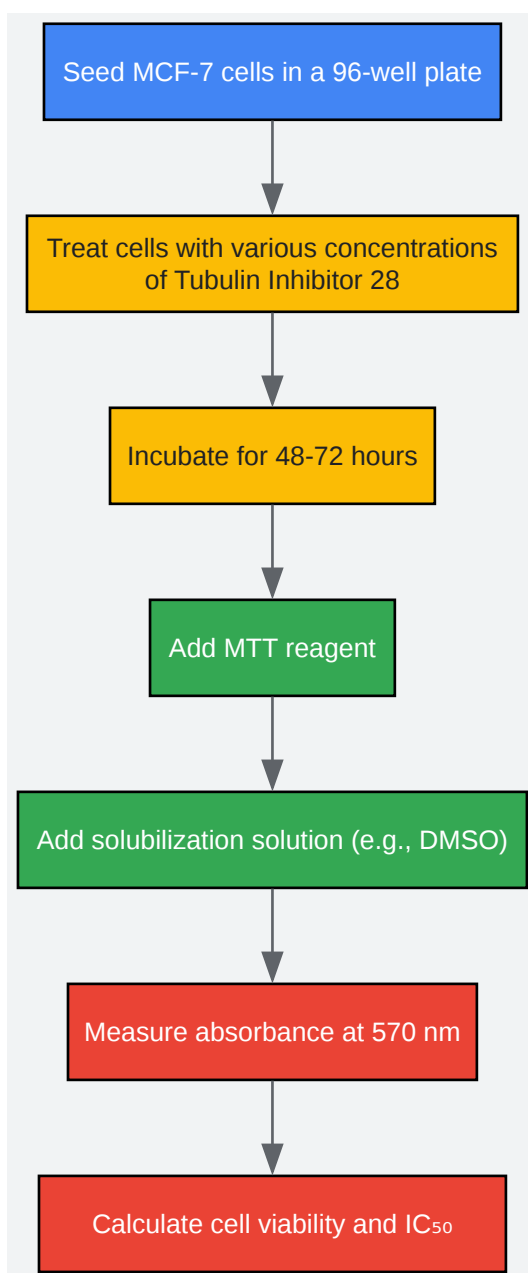 Seed MCF-7 cells in a 96-well plate
Treat cells with various concentrations
of Tubulin Inhibitor 28
Incubate for 48-72 hours
Add MTT reagent
Add solubilization solution (e.g., DMSO)
Measure absorbance at 570 nm
Calculate cell viability and IC₅₀